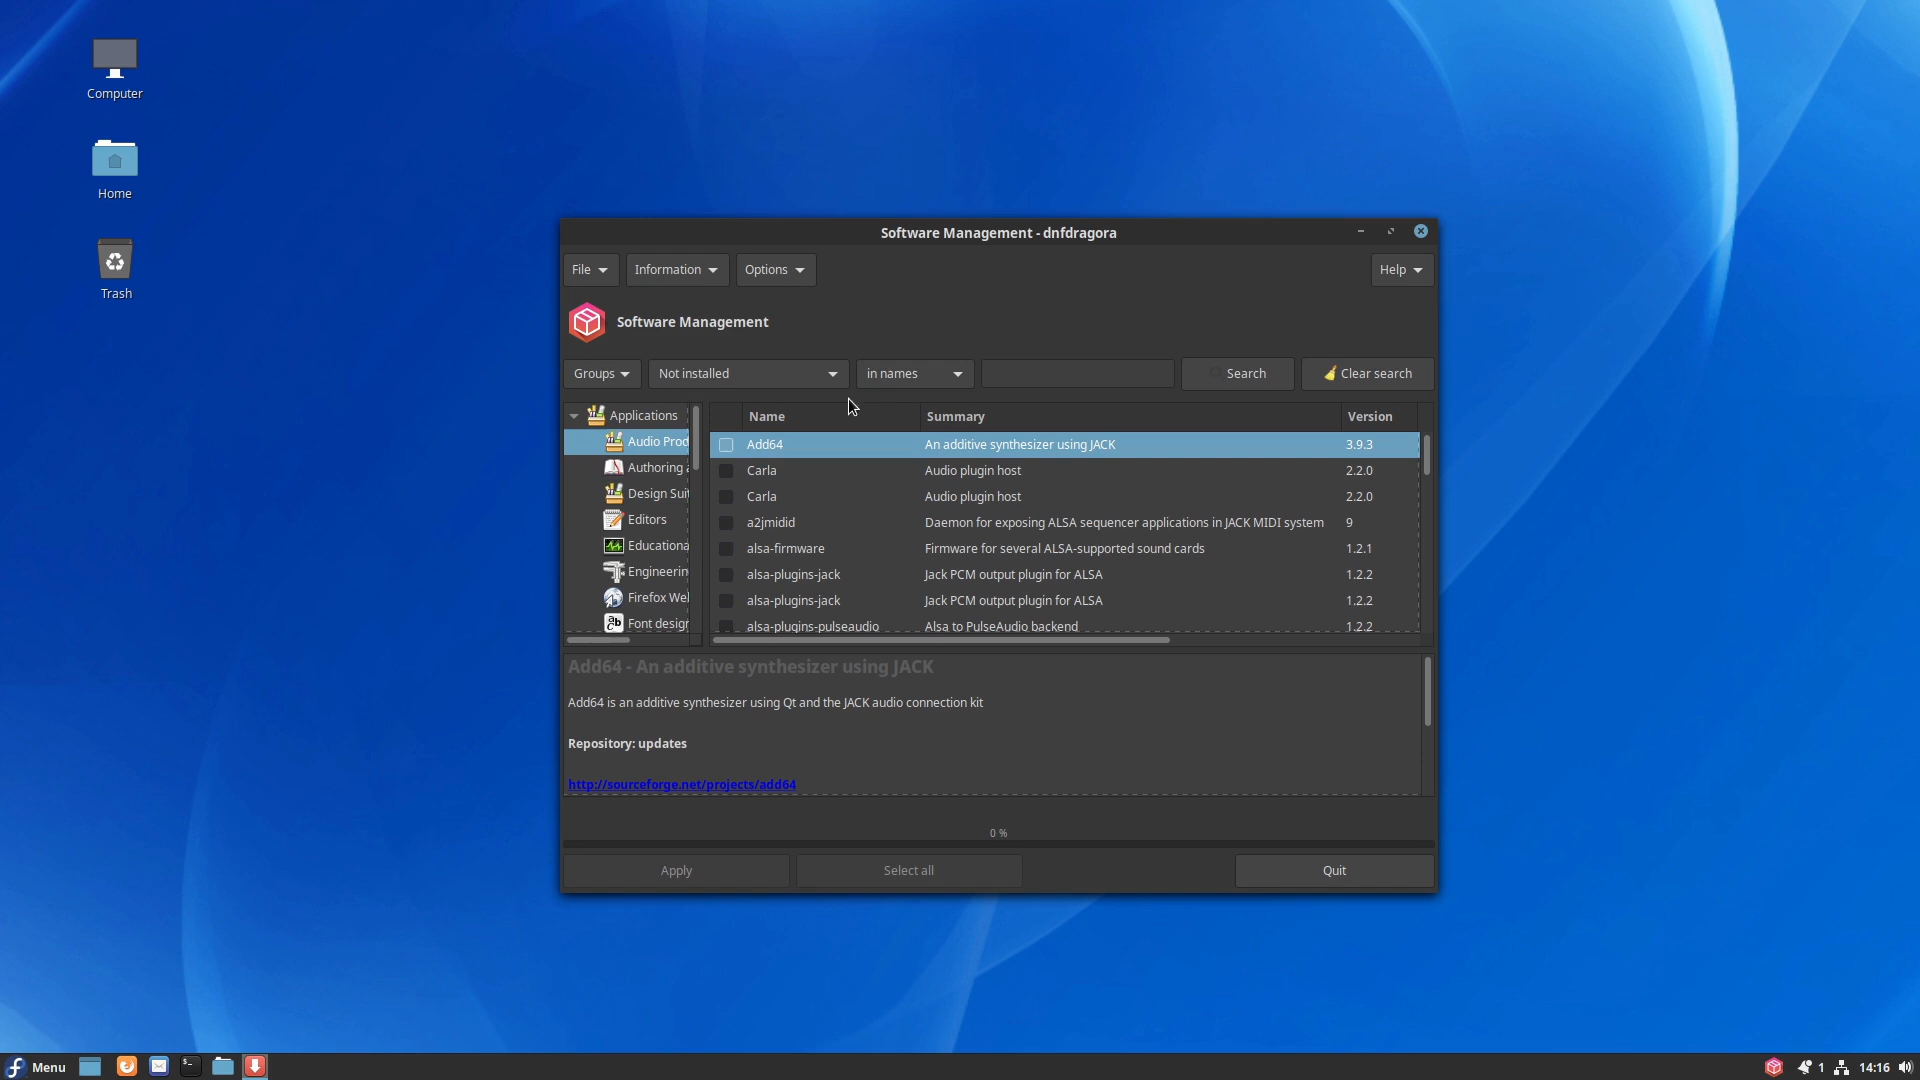 Computer
Home
Trash
Software Management - dnfdragora
File Information Options Help
Software Management
Groups Not installed in names Search Clear search
Applications
Audio Prod
Authoring a
Design Suit
Editors
Educationa
Engineerin
Firefox We
Font design
Name Summary Version
Add64 An additive synthesizer using JACK 3.9.3
Carla Audio plugin host 2.2.0
Carla Audio plugin host 2.2.0
a2jmidid Daemon for exposing ALSA sequencer applications in JACK MIDI system 9
alsa-firmware Firmware for several ALSA-supported sound cards 1.2.1
alsa-plugins-jack Jack PCM output plugin for ALSA 1.2.2
alsa-plugins-jack Jack PCM output plugin for ALSA 1.2.2
alsa-plugins-pulseaudio Alsa to PulseAudio backend 1.2.2
Add64 - An additive synthesizer using JACK
Add64 is an additive synthesizer using Qt and the JACK audio connection kit
Repository: updates
http://sourceforge.net/projects/add64
0 %
Apply Select all Quit
Menu 1 14:16